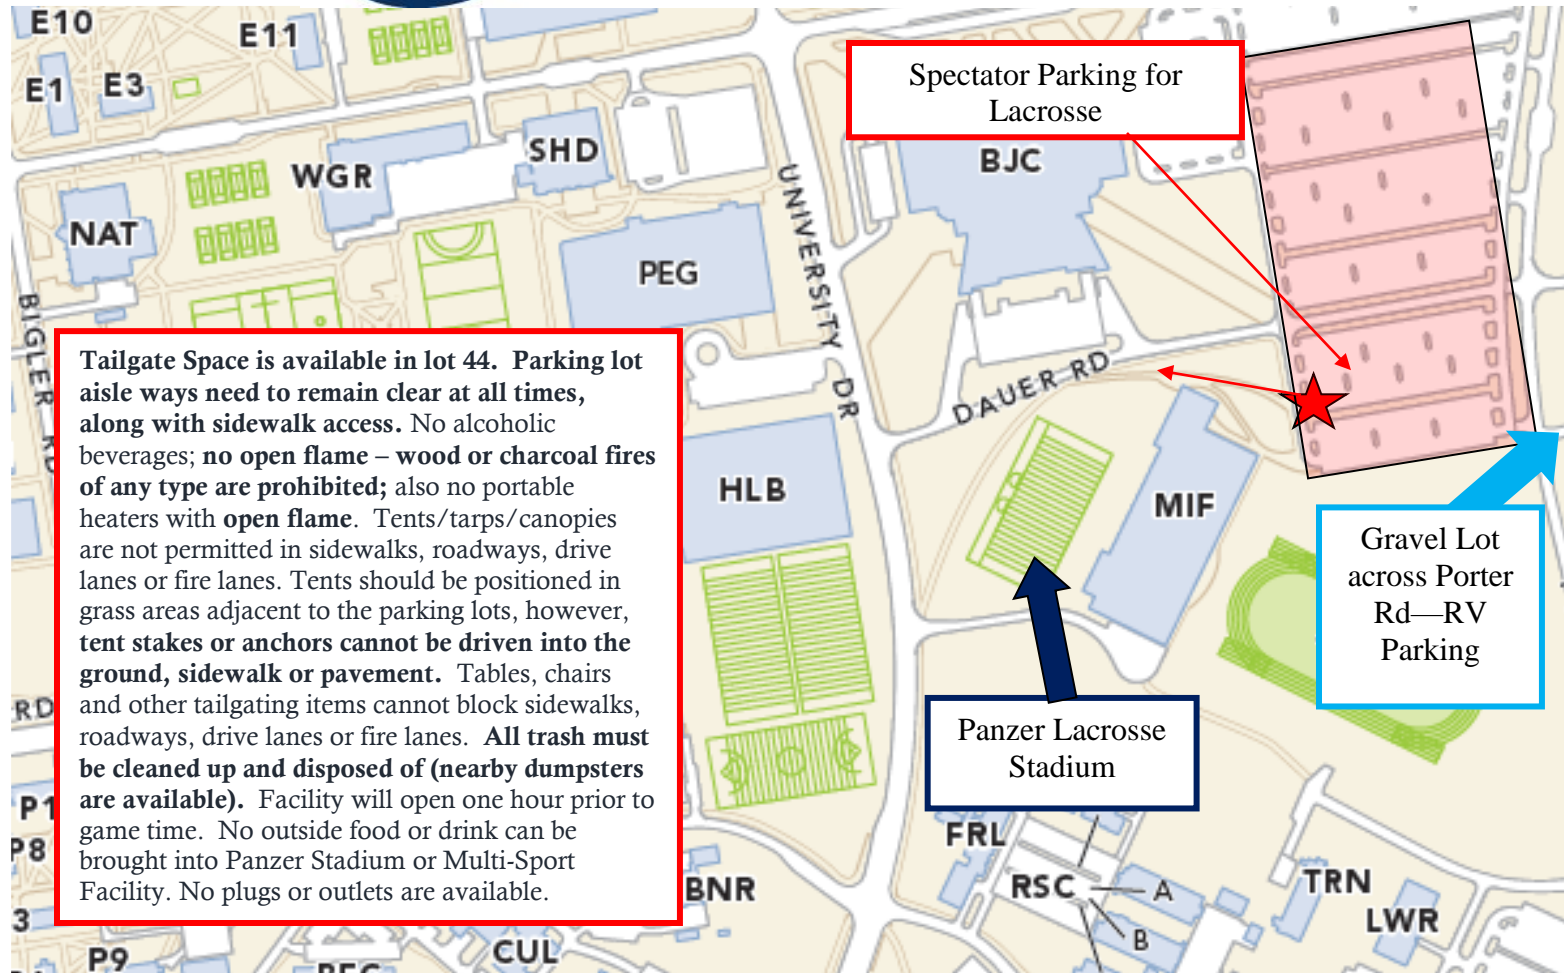 E10
E11
E1
E3
Spectator Parking for
Lacrosse
SHD
BJC
WGR
NAT
UNIVERSITY
DR
PEG
BIGLER
Tailgate Space is available in lot 44. Parking lot
aisle ways need to remain clear at all times,
along with sidewalk access. No alcoholic
beverages; no open flame – wood or charcoal fires
of any type are prohibited; also no portable
heaters with open flame. Tents/tarps/canopies
are not permitted in sidewalks, roadways, drive
lanes or fire lanes. Tents should be positioned in
grass areas adjacent to the parking lots, however,
tent stakes or anchors cannot be driven into the
ground, sidewalk or pavement. Tables, chairs
and other tailgating items cannot block sidewalks,
roadways, drive lanes or fire lanes. All trash must
be cleaned up and disposed of (nearby dumpsters
are available). Facility will open one hour prior to
game time. No outside food or drink can be
brought into Panzer Stadium or Multi-Sport
Facility. No plugs or outlets are available.
DAUER RD
HLB
MIF
Gravel Lot
across Porter
Rd—RV
Parking
RD
Panzer Lacrosse
Stadium
P1
P8
FRL
BNR
RSC
A
B
TRN
LWR
3
P9
CUL